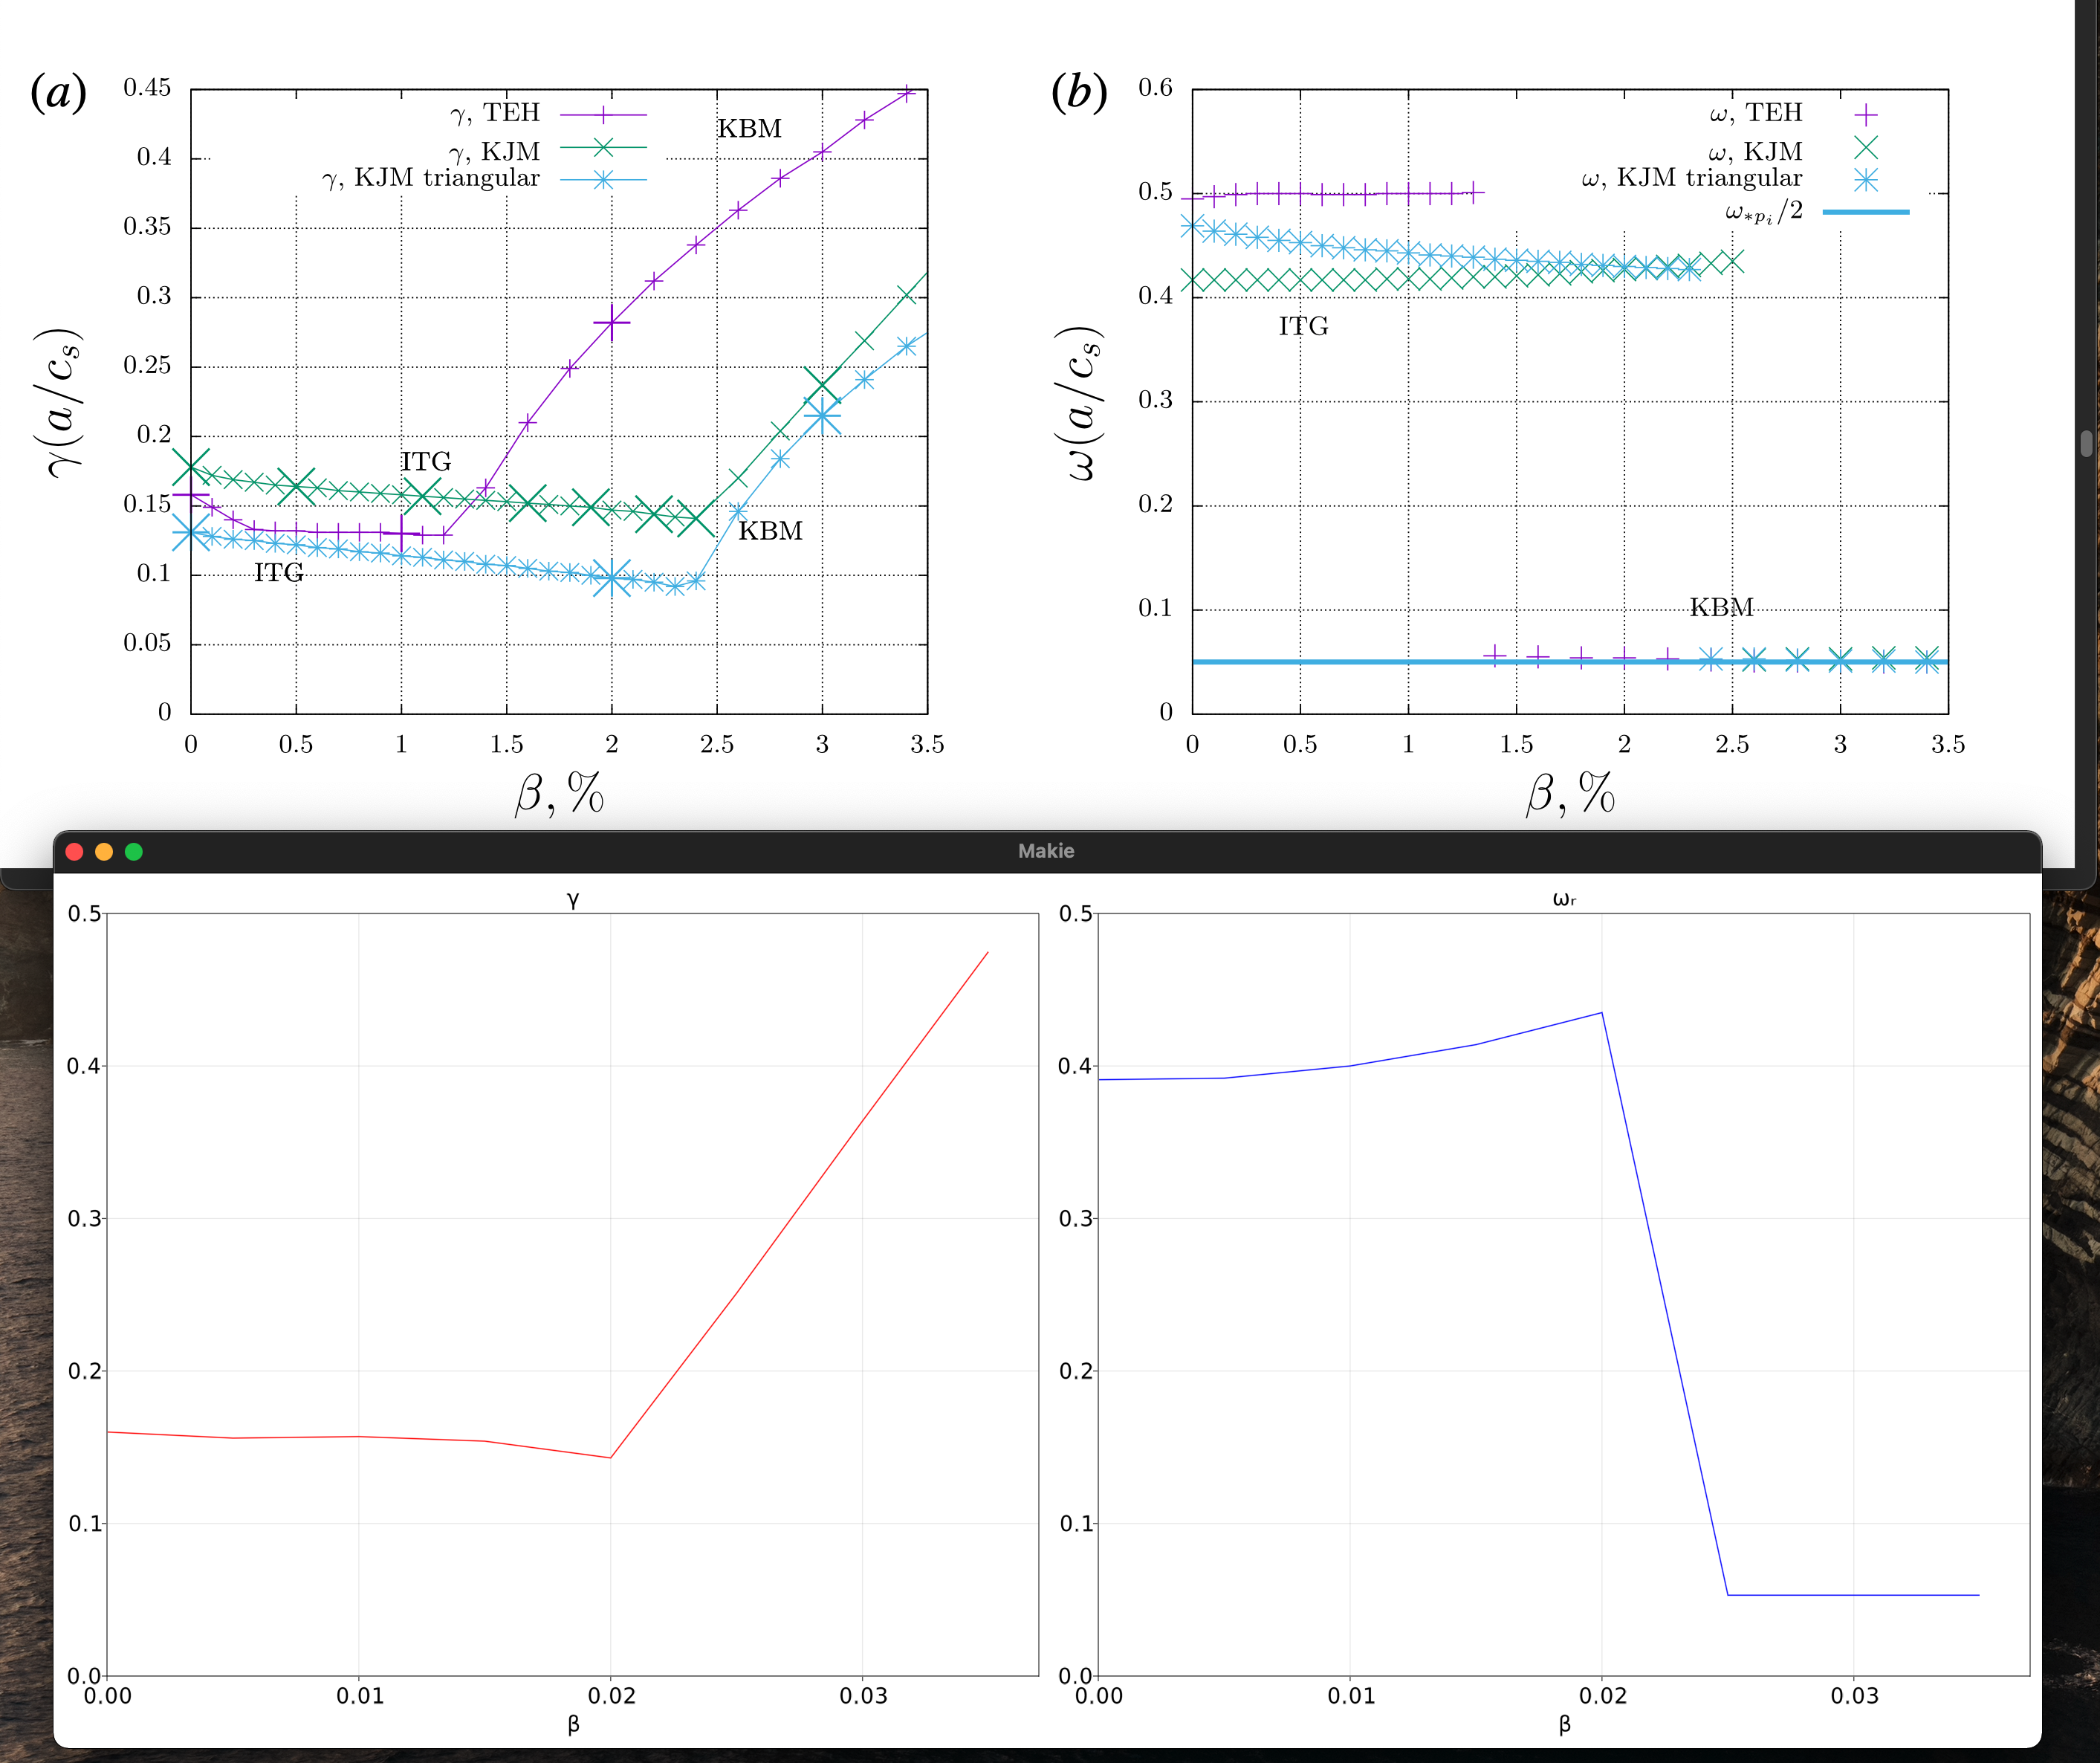 (a)
0.45
0.4
0.35
0.3
0.25
0.2
0.15
0.1
0.05
0
γ(a/cₛ)
γ, TEH
γ, KJM
γ, KJM triangular
KBM
ITG
KBM
ITG
0 0.5 1 1.5 2 2.5 3 3.5
β, %
(b)
0.6
0.5
0.4
0.3
0.2
0.1
0
ω(a/cₛ)
ω, TEH
ω, KJM
ω, KJM triangular
ω_{*p_i}/2
ITG
KBM
0 0.5 1 1.5 2 2.5 3 3.5
β, %
Makie
γ
0.5
0.4
0.3
0.2
0.1
0.0
0.00 0.01 0.02 0.03
β
ωᵣ
0.5
0.4
0.3
0.2
0.1
0.0
0.00 0.01 0.02 0.03
β